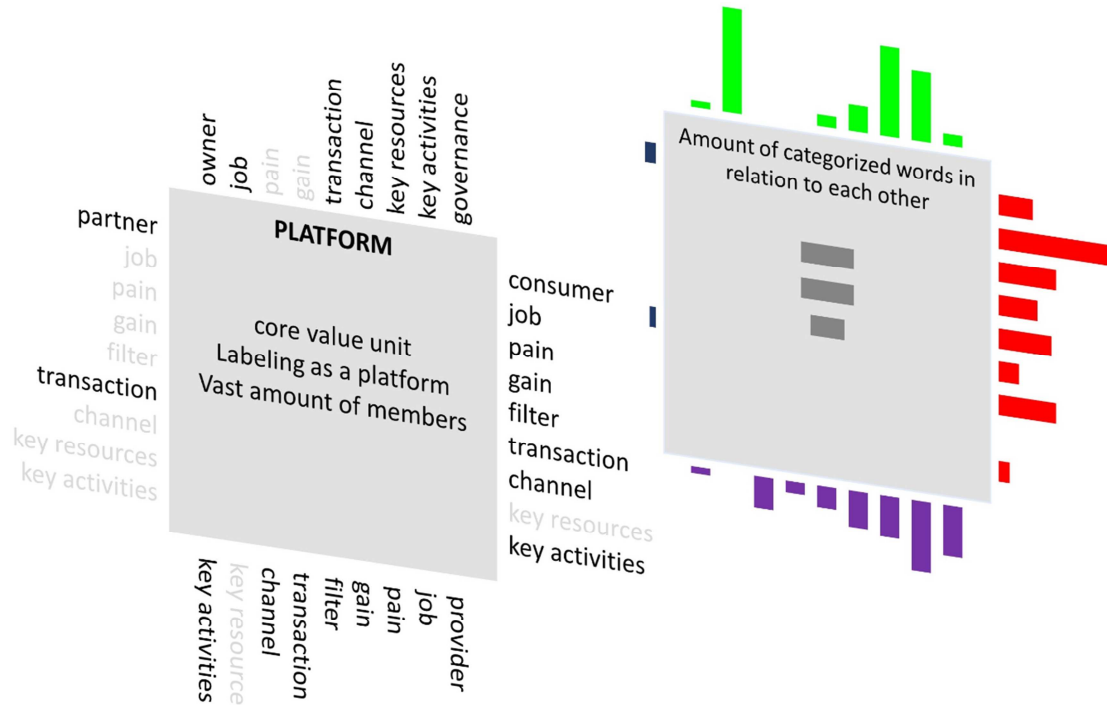 owner
job
pain
gain
transaction
channel
key resources
key activities
governance
partner
job
pain
gain
filter
transaction
channel
key resources
key activities
PLATFORM
core value unit
Labeling as a platform
Vast amount of members
consumer
job
pain
gain
filter
transaction
channel
key resources
key activities
key activities
key resource
channel
transaction
filter
gain
pain
job
provider
Amount of categorized words in
relation to each other